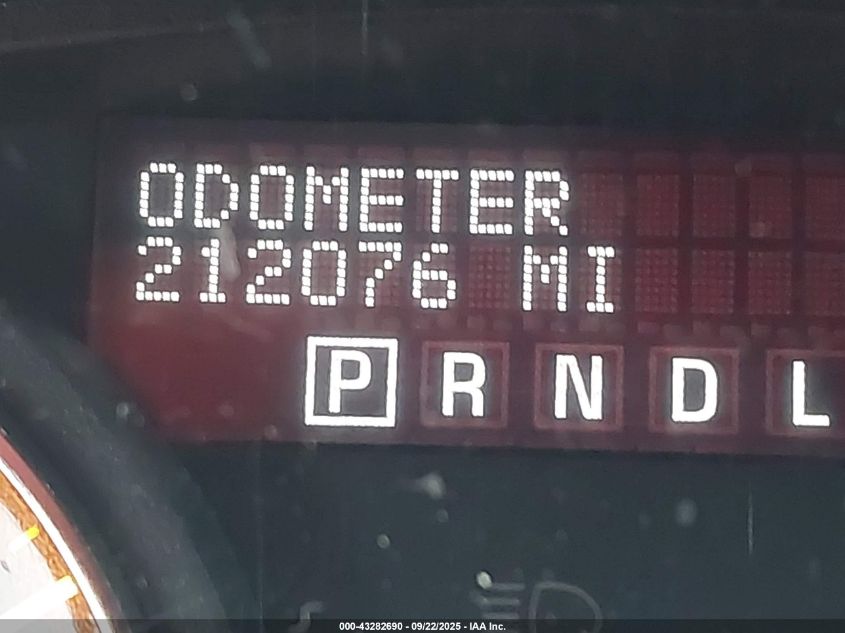 ODOMETER
212076 MI
P R N D L
000-43282690 - 09/22/2025 - IAA Inc.